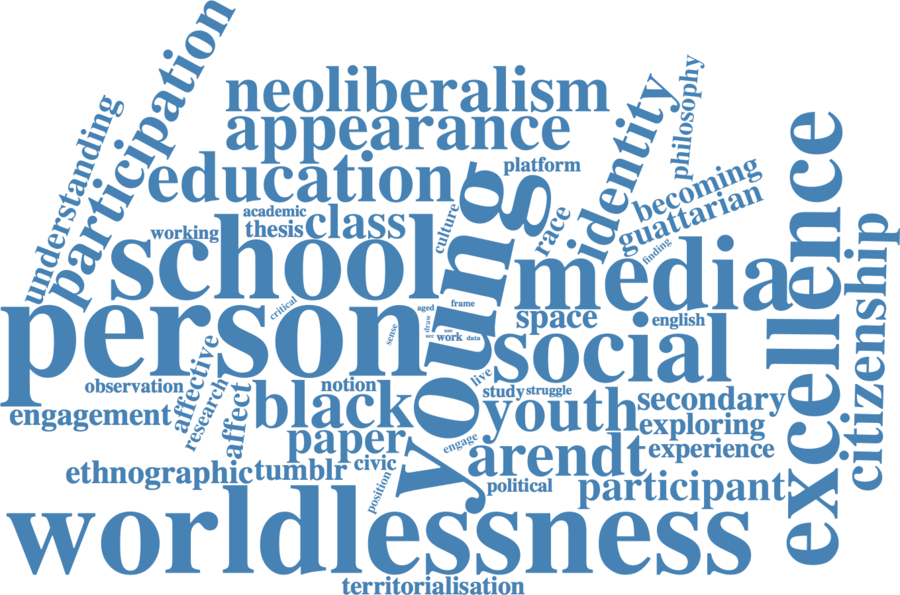 participation
understanding
neoliberalism
appearance
education
identity
philosophy
platform
becoming
guattarian
finding
excellence
citizenship
academic
thesis
class
working
culture
race
school
young
media
person
critical
sense
aged
frame
draw
use
acc
work
data
space
english
social
observation
affective
research
affect
engagement
notion
black
live
study
struggle
youth
secondary
exploring
experience
paper
engage
arendt
ethnographic
tumblr
civic
position
political
participant
worldlessness
territorialisation